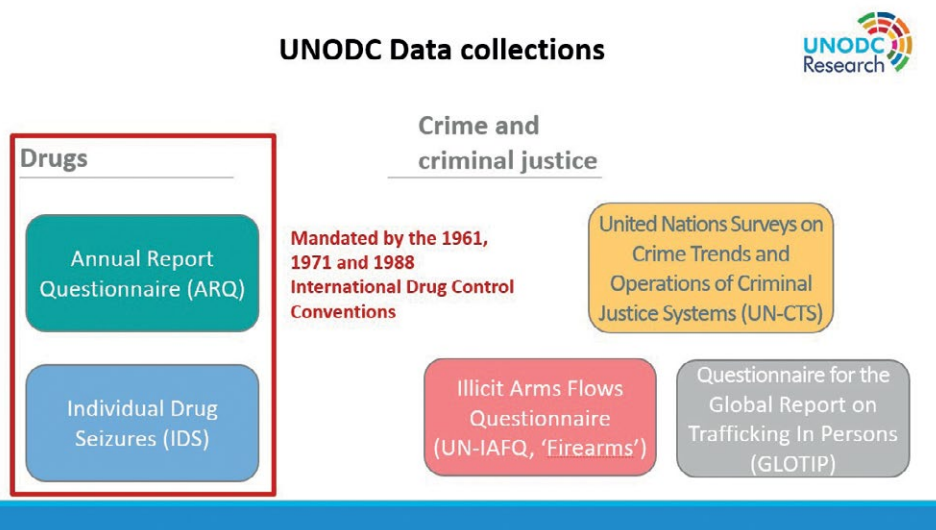 UNODC Data collections
UNODC
Research
Drugs
Annual Report
Questionnaire (ARQ)
Individual Drug
Seizures (IDS)
Mandated by the 1961,
1971 and 1988
International Drug Control
Conventions
Crime and
criminal justice
United Nations Surveys on
Crime Trends and
Operations of Criminal
Justice Systems (UN-CTS)
Illicit Arms Flows
Questionnaire
(UN-IAFQ, ‘Firearms’)
Questionnaire for the
Global Report on
Trafficking In Persons
(GLOTIP)